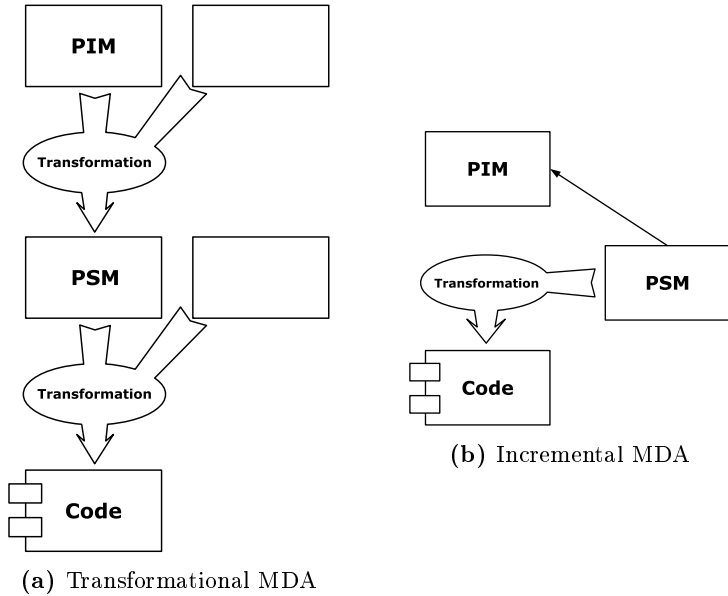 PIM
Transformation
PSM
Transformation
Code
(a) Transformational MDA
PIM
Transformation
PSM
Code
(b) Incremental MDA